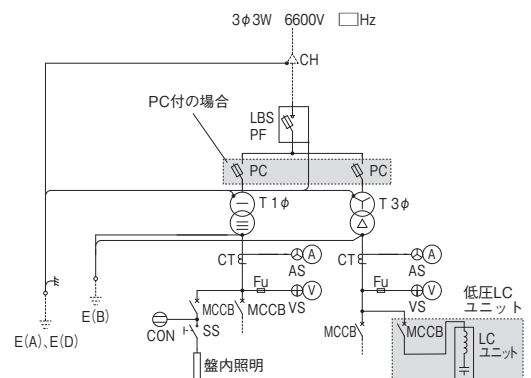 3φ3W 6600V □Hz
CH
PC付の場合
LBS
PF
PC
PC
T1φ
T3φ
CT
A
AS
CT
A
AS
E(B)
Fu
V
VS
Fu
V
VS
低圧LC
ユニット
MCCB
MCCB
MCCB
MCCB
CON
SS
LC
ユニット
E(A)、E(D)
盤内照明